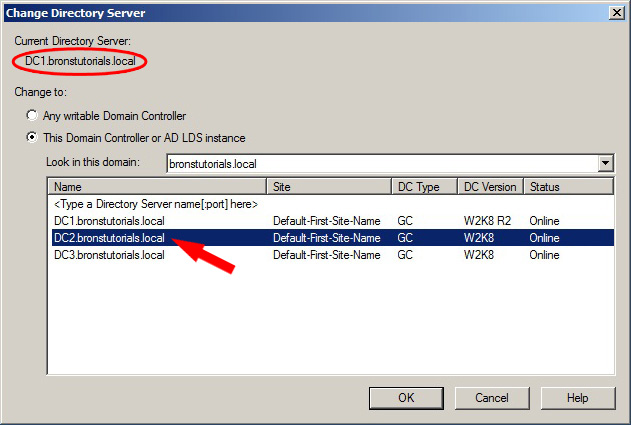 Change Directory Server
Current Directory Server:
DC1.bronstutorials.local
Change to:
Any writable Domain Controller
This Domain Controller or AD LDS instance
Look in this domain: bronstutorials.local
Name Site DC Type DC Version Status
<Type a Directory Server name[:port] here>
DC1.bronstutorials.local Default-First-Site-Name GC W2K8 R2 Online
DC2.bronstutorials.local Default-First-Site-Name GC W2K8 Online
DC3.bronstutorials.local Default-First-Site-Name GC W2K8 Online
OK Cancel Help